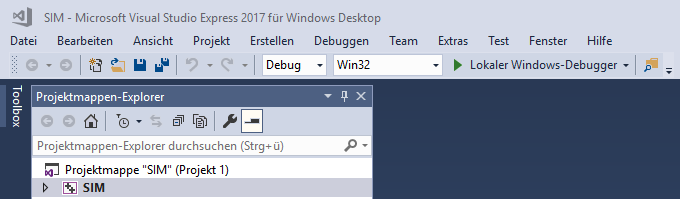 SIM - Microsoft Visual Studio Express 2017 für Windows Desktop
Datei Bearbeiten Ansicht Projekt Erstellen Debuggen Team Extras Test Fenster Hilfe
Debug Win32 Lokaler Windows-Debugger
Toolbox
Projektmappen-Explorer
Projektmappen-Explorer durchsuchen (Strg+ü)
Projektmappe "SIM" (Projekt 1)
SIM